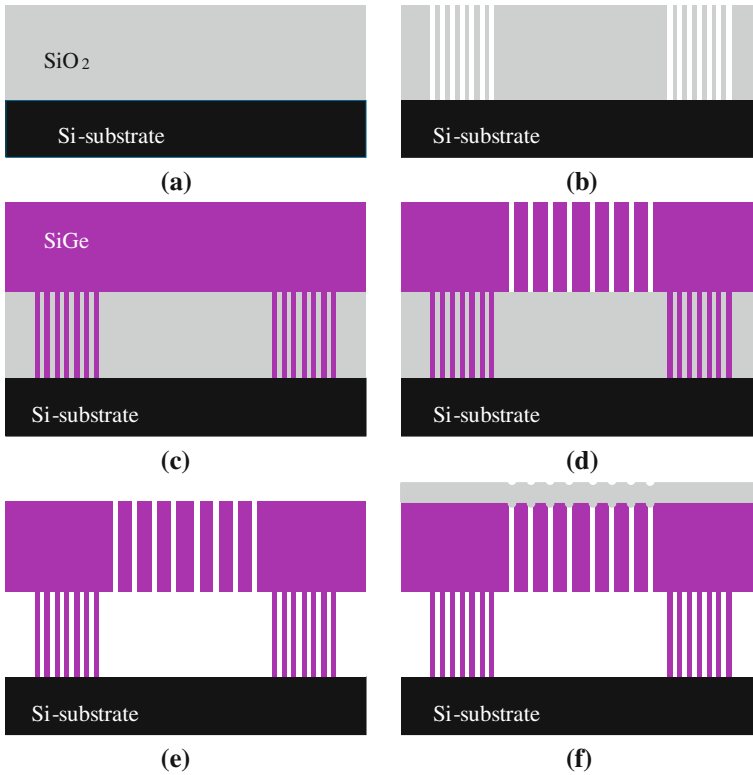 SiO₂
Si-substrate
(a)
Si-substrate
(b)
SiGe
Si-substrate
(c)
Si-substrate
(d)
Si-substrate
(e)
Si-substrate
(f)